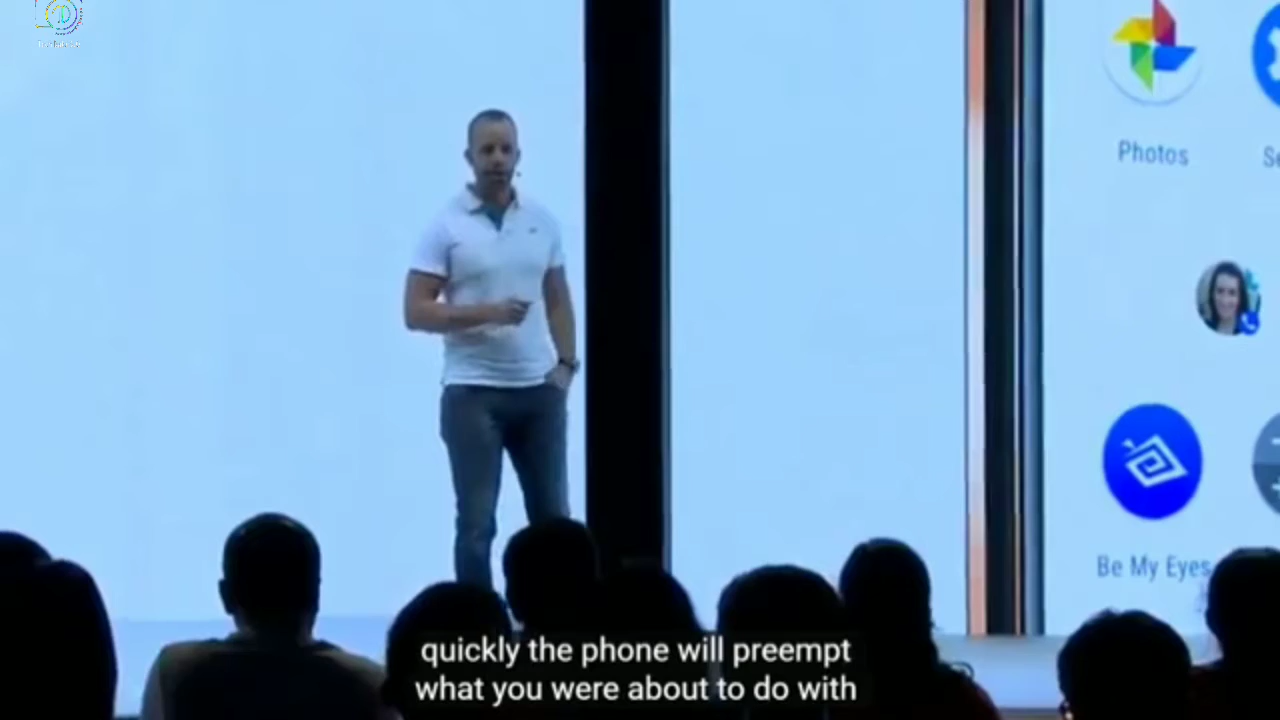 Photos
Be My Eyes
quickly the phone will preempt
what you were about to do with